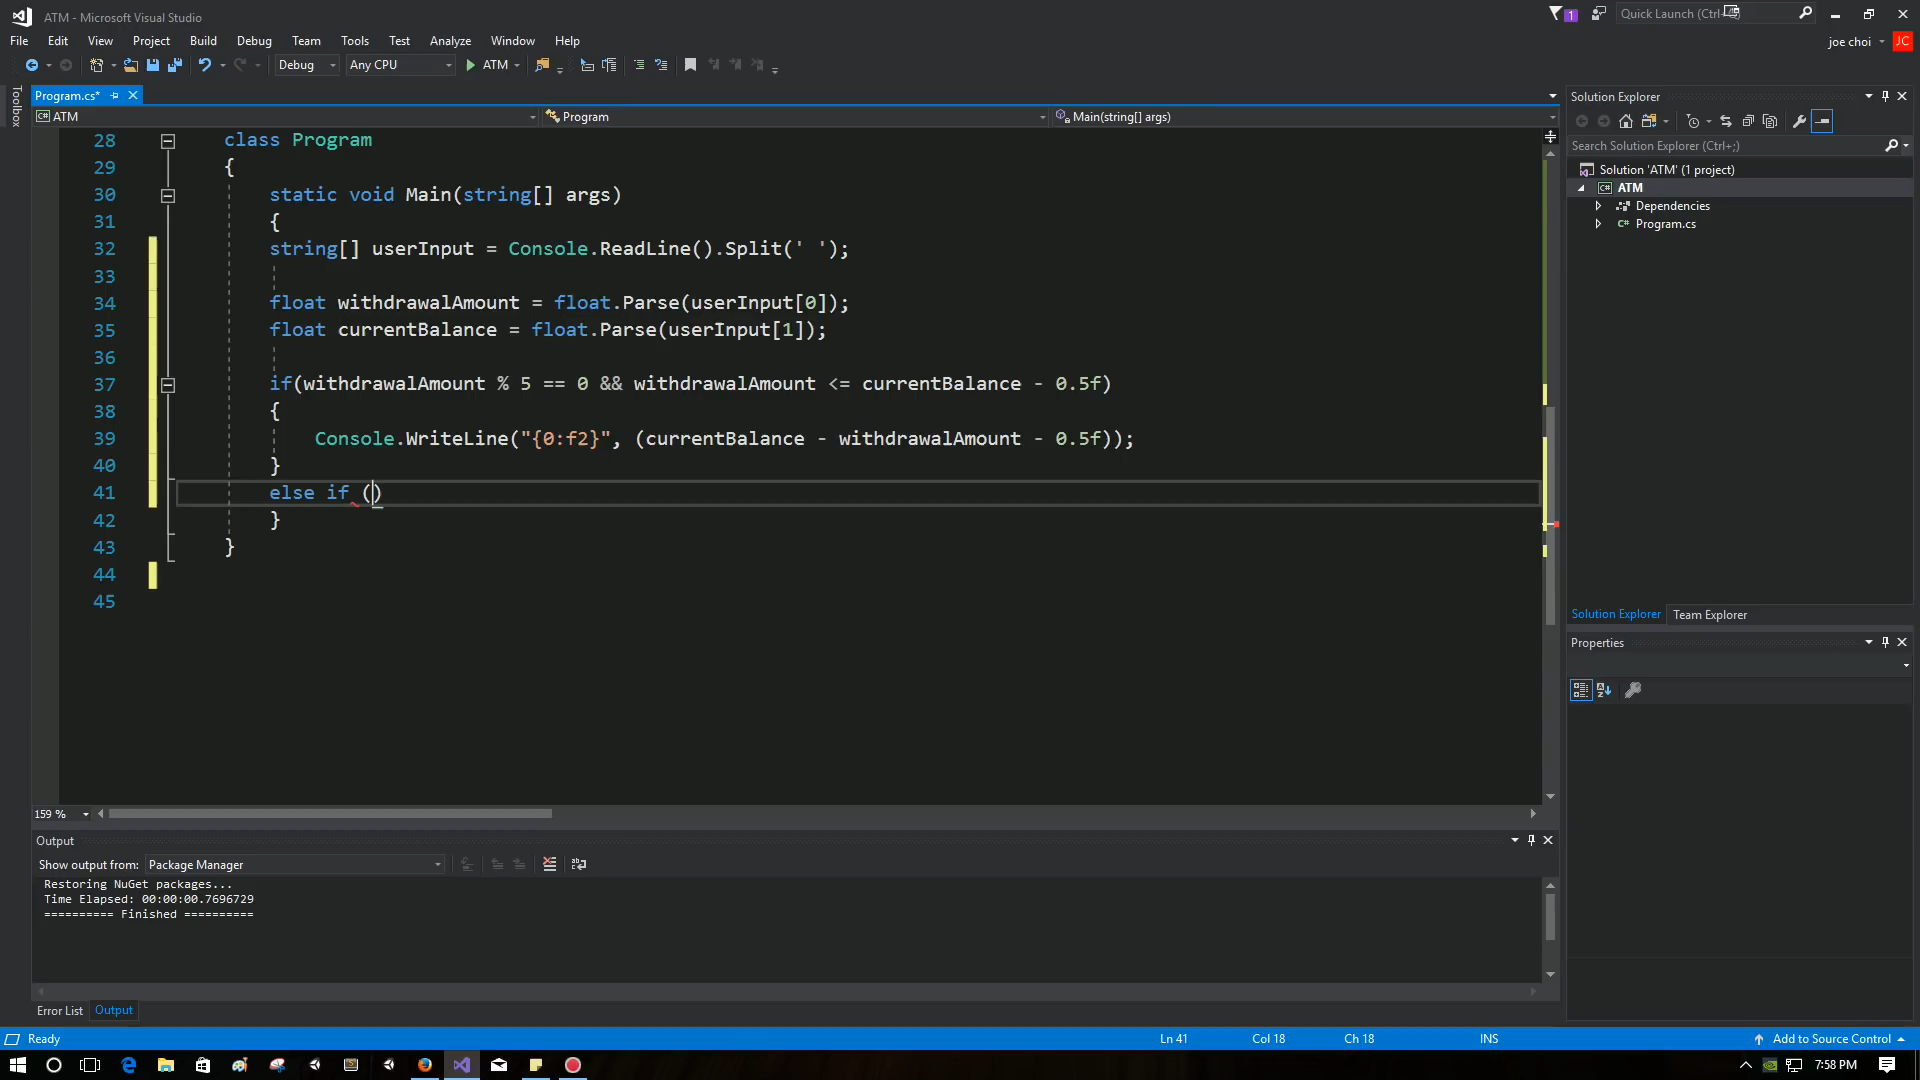 ATM - Microsoft Visual Studio
1
Quick Launch (Ctrl+;)
File Edit View Project Build Debug Team Tools Test Analyze Window Help
joe choi JC
Debug Any CPU ATM
Toolbox
Program.cs*
ATM Program Main(string[] args)
28 class Program
29 {
30 static void Main(string[] args)
31 {
32 string[] userInput = Console.ReadLine().Split(' ');
33
34 float withdrawalAmount = float.Parse(userInput[0]);
35 float currentBalance = float.Parse(userInput[1]);
36
37 if(withdrawalAmount % 5 == 0 && withdrawalAmount <= currentBalance - 0.5f)
38 {
39 Console.WriteLine("{0:f2}", (currentBalance - withdrawalAmount - 0.5f));
40 }
41 else if ()
42 }
43 }
44
45
159 %
Solution Explorer
Search Solution Explorer (Ctrl+;)
Solution 'ATM' (1 project)
C# ATM
Dependencies
C# Program.cs
Solution Explorer Team Explorer
Properties
Output
Show output from: Package Manager
Restoring NuGet packages...
Time Elapsed: 00:00:00.7696729
========== Finished ==========
Error List Output
Ready Ln 41 Col 18 Ch 18 INS Add to Source Control
7:58 PM